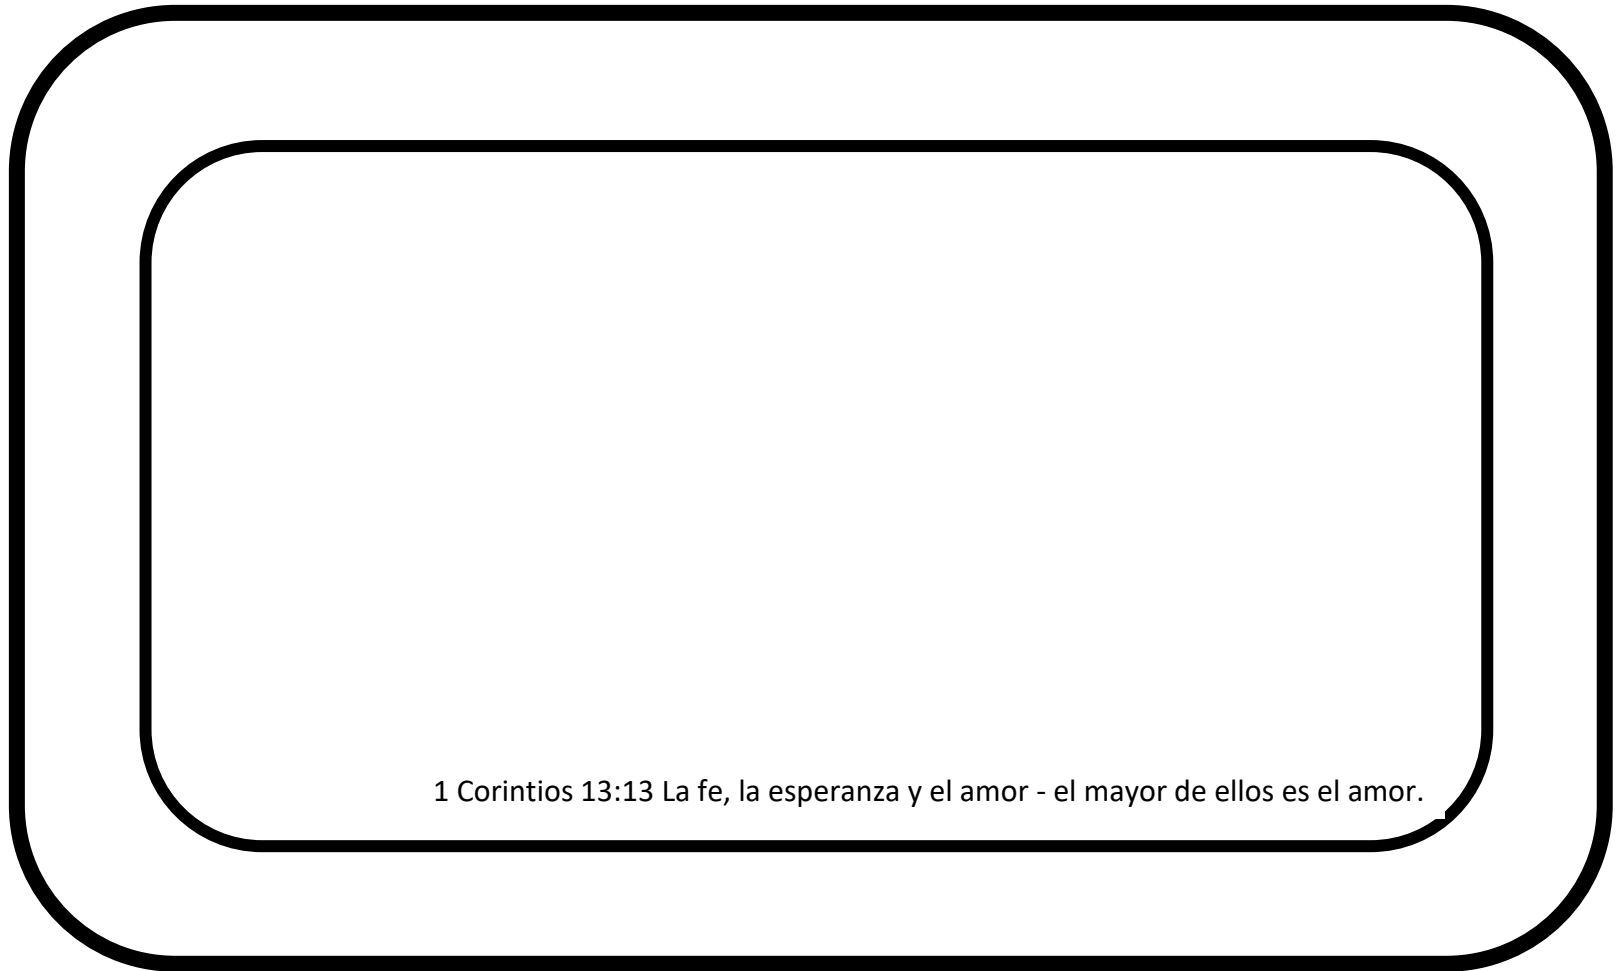 1 Corintios 13:13 La fe, la esperanza y el amor - el mayor de ellos es el amor.